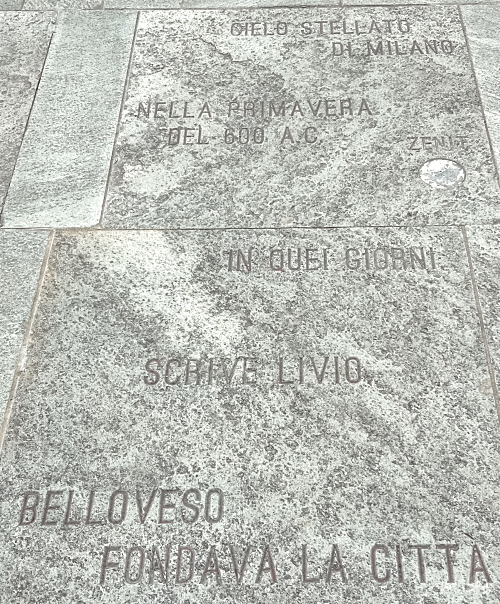 CIELO STELLATO
DI MILANO
NELLA PRIMAVERA
DEL 600 A.C.
ZENIT
IN QUEI GIORNI
SCRIVE LIVIO
BELLOVESO
FONDAVA LA CITTA